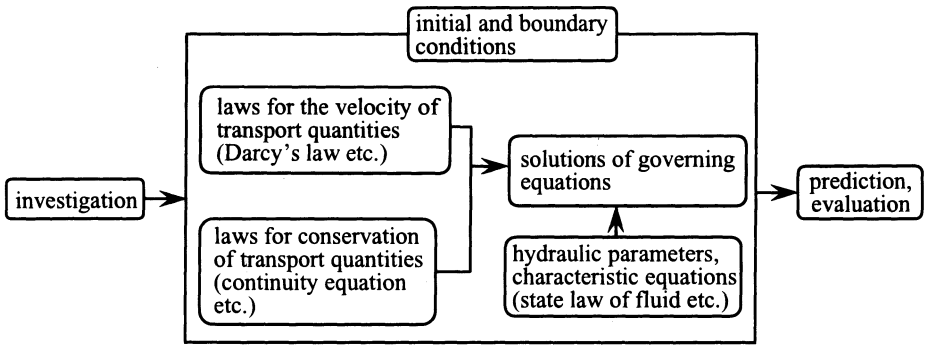 initial and boundary
conditions
laws for the velocity of
transport quantities
(Darcy's law etc.)
solutions of governing
equations
investigation
prediction,
evaluation
laws for conservation
of transport quantities
(continuity equation
etc.)
hydraulic parameters,
characteristic equations
(state law of fluid etc.)